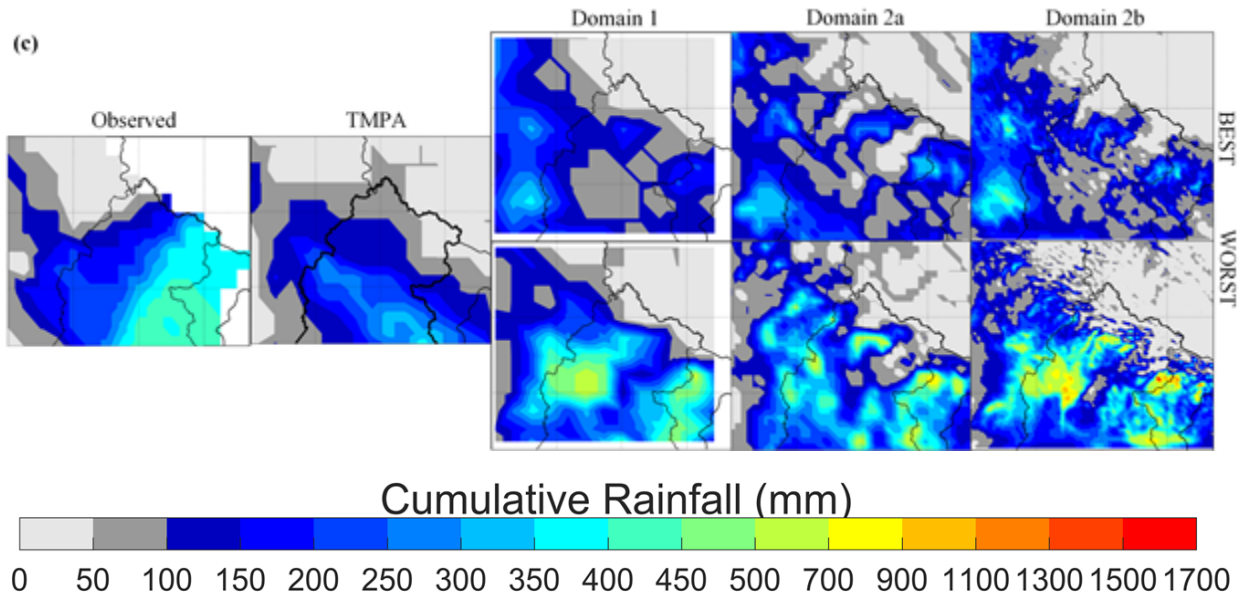 (c)
Domain 1
Domain 2a
Domain 2b
Observed
TMPA
BEST
WORST
Cumulative Rainfall (mm)
0 50 100 150 200 250 300 350 400 450 500 700 900 1100 1300 1500 1700